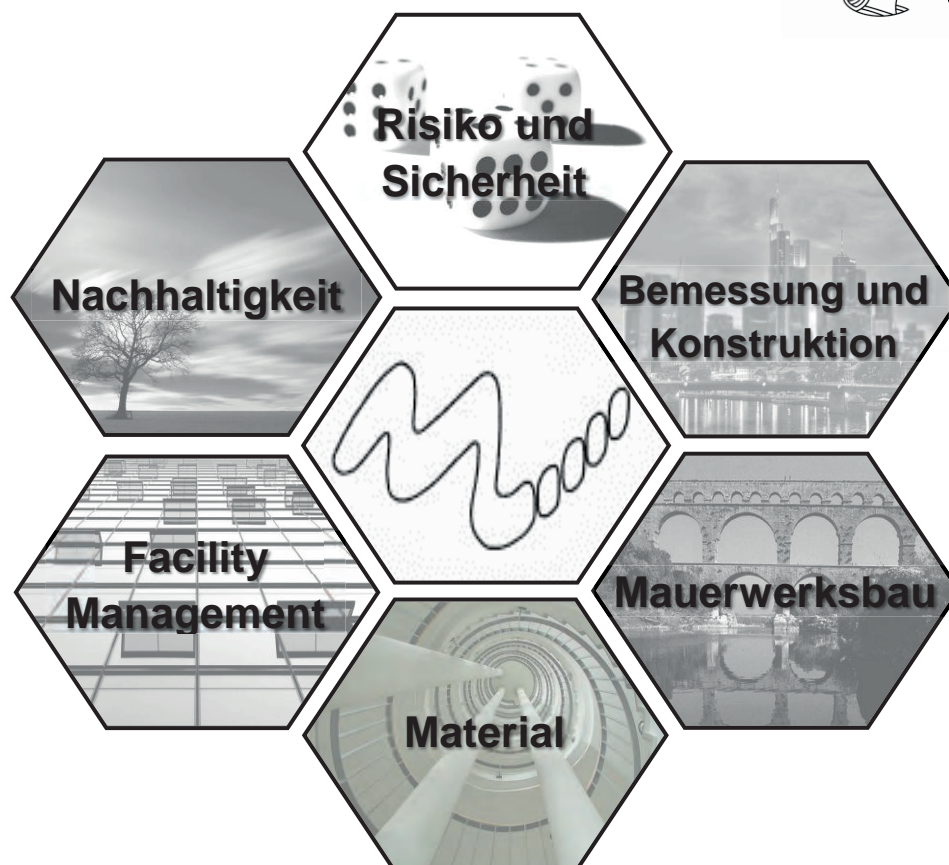 Risiko und
Sicherheit
Nachhaltigkeit
Bemessung und
Konstruktion
Facility
Management
Mauerwerksbau
Material